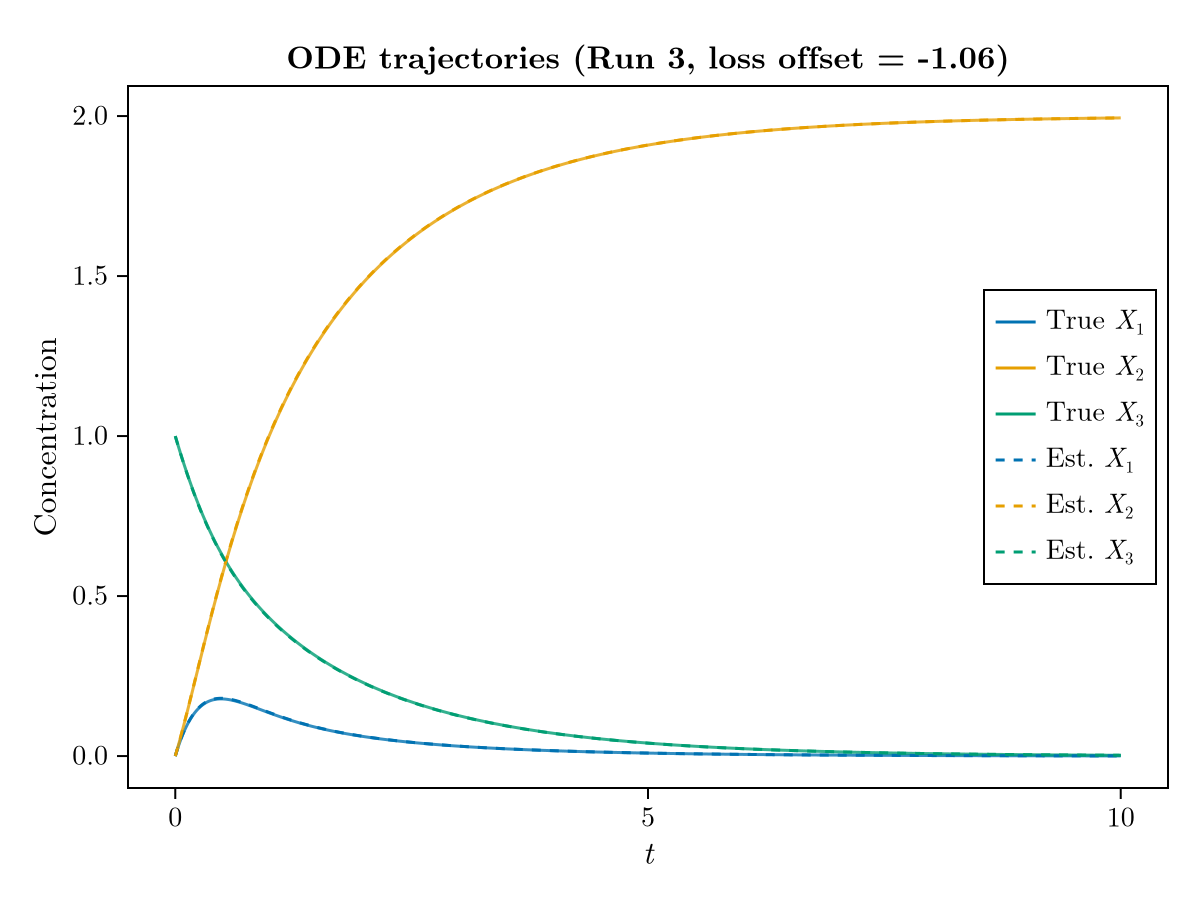 ODE trajectories (Run 3, loss offset = -1.06)
2.0
1.5
1.0
0.5
0.0
Concentration
0
5
10
t
True X₁
True X₂
True X₃
Est. X₁
Est. X₂
Est. X₃